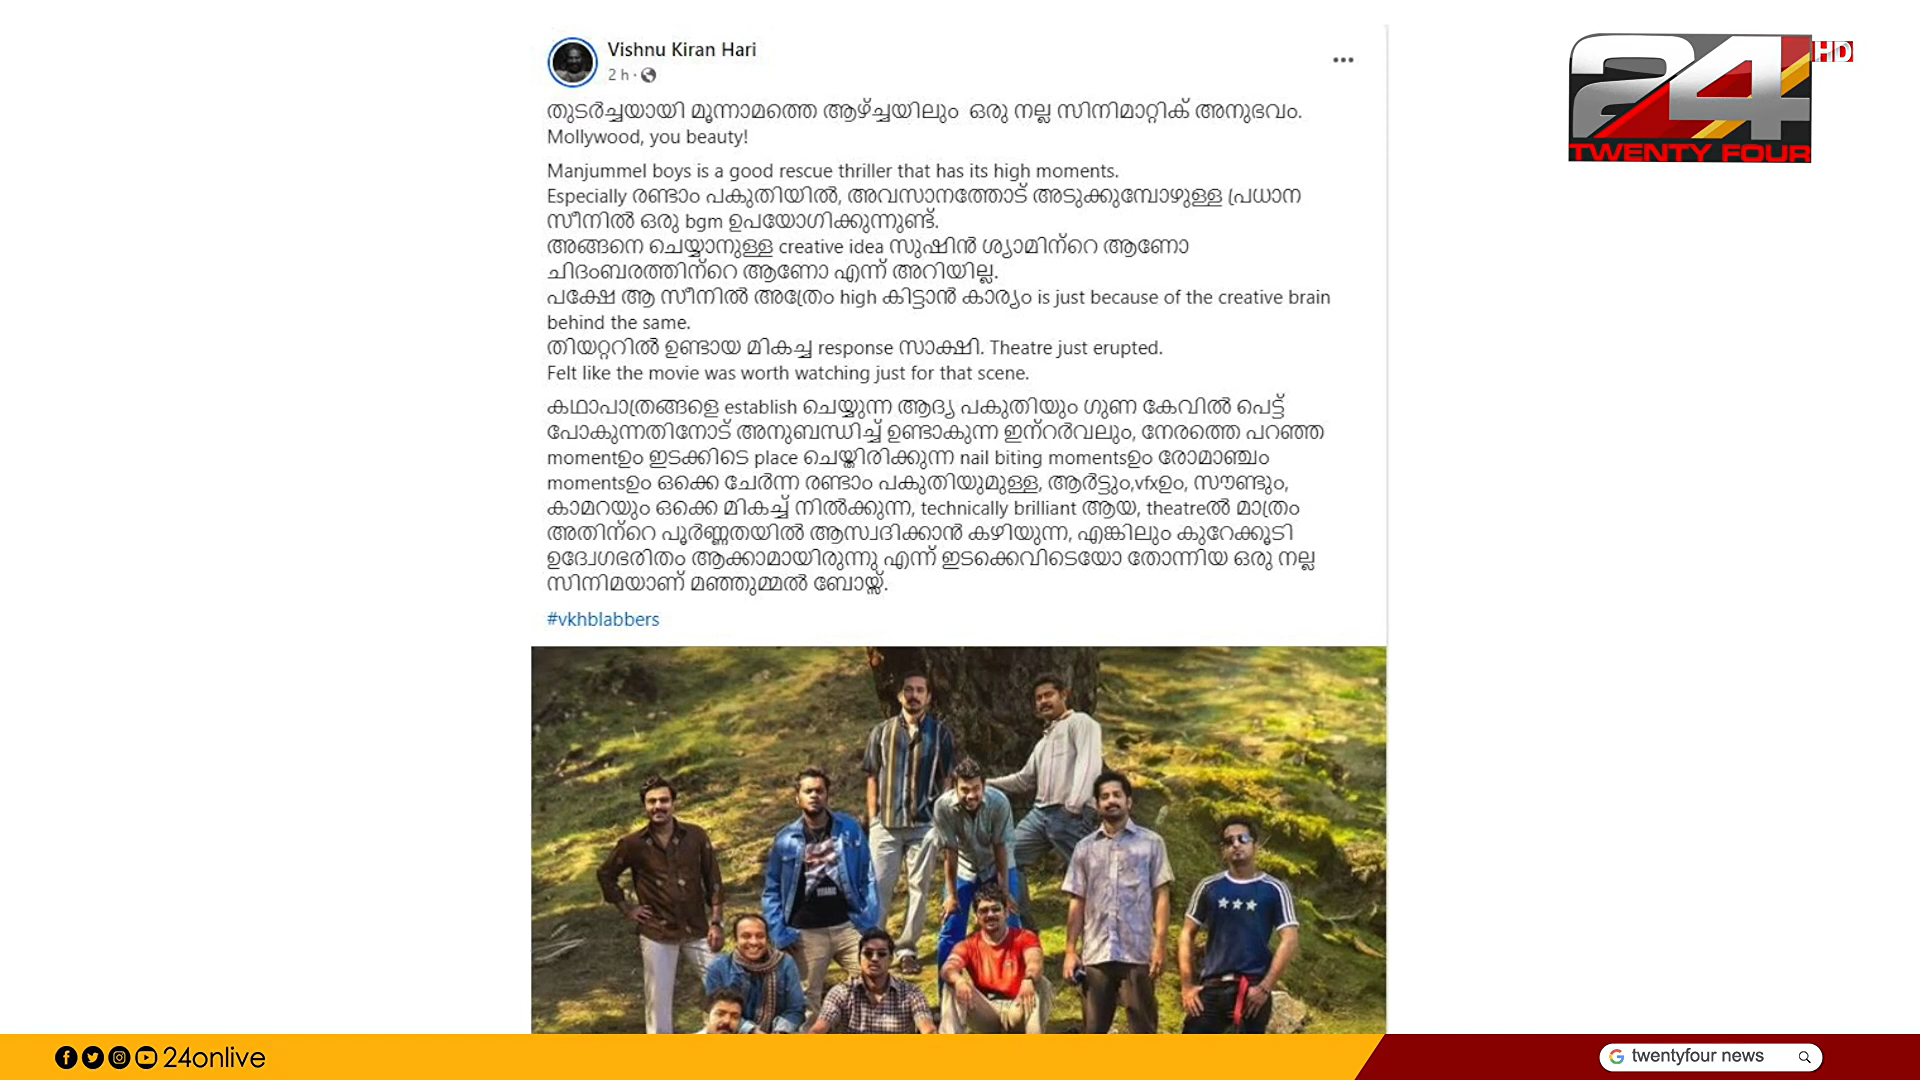 Vishnu Kiran Hari
2 h ·
തുടർച്ചയായി മൂന്നാമത്തെ ആഴ്ച്ചയിലും ഒരു നല്ല സിനിമാറ്റിക് അനുഭവം.
Mollywood, you beauty!
Manjummel boys is a good rescue thriller that has its high moments.
Especially രണ്ടാം പകുതിയിൽ, അവസാനത്തോട് അടുക്കുമ്പോഴുള്ള പ്രധാന
സീനിൽ ഒരു bgm ഉപയോഗിക്കുന്നുണ്ട്.
അങ്ങനെ ചെയ്യാനുള്ള creative idea സുഷിൻ ശ്യാമിന്റെ ആണോ
ചിദംബരത്തിന്റെ ആണോ എന്ന് അറിയില്ല.
പക്ഷേ ആ സീനിൽ അത്രേം high കിട്ടാൻ കാര്യം is just because of the creative brain
behind the same.
തിയറ്ററിൽ ഉണ്ടായ മികച്ച response സാക്ഷി. Theatre just erupted.
Felt like the movie was worth watching just for that scene.
കഥാപാത്രങ്ങളെ establish ചെയ്യുന്ന ആദ്യ പകുതിയും ഗുണ കേവിൽ പെട്ട്
പോകുന്നതിനോട് അനുബന്ധിച്ച് ഉണ്ടാകുന്ന ഇന്റർവലും, നേരത്തെ പറഞ്ഞ
momentഉം ഇടക്കിടെ place ചെയ്തിരിക്കുന്ന nail biting momentsഉം രോമാഞ്ചം
momentsഉം ഒക്കെ ചേർന്ന രണ്ടാം പകുതിയുമുള്ള, ആർട്ടും,vfxഉം, സൗണ്ടും,
കാമറയും ഒക്കെ മികച്ച് നിൽക്കുന്ന, technically brilliant ആയ, theatreൽ മാത്രം
അതിന്റെ പൂർണ്ണതയിൽ ആസ്വദിക്കാൻ കഴിയുന്ന, എങ്കിലും കുറേക്കൂടി
ഉദ്വേഗഭരിതം ആക്കാമായിരുന്നു എന്ന് ഇടക്കെവിടെയോ തോന്നിയ ഒരു നല്ല
സിനിമയാണ് മഞ്ഞുമ്മൽ ബോയ്സ്.
#vkhblabbers
24 HD
TWENTY FOUR
24onlive
twentyfour news